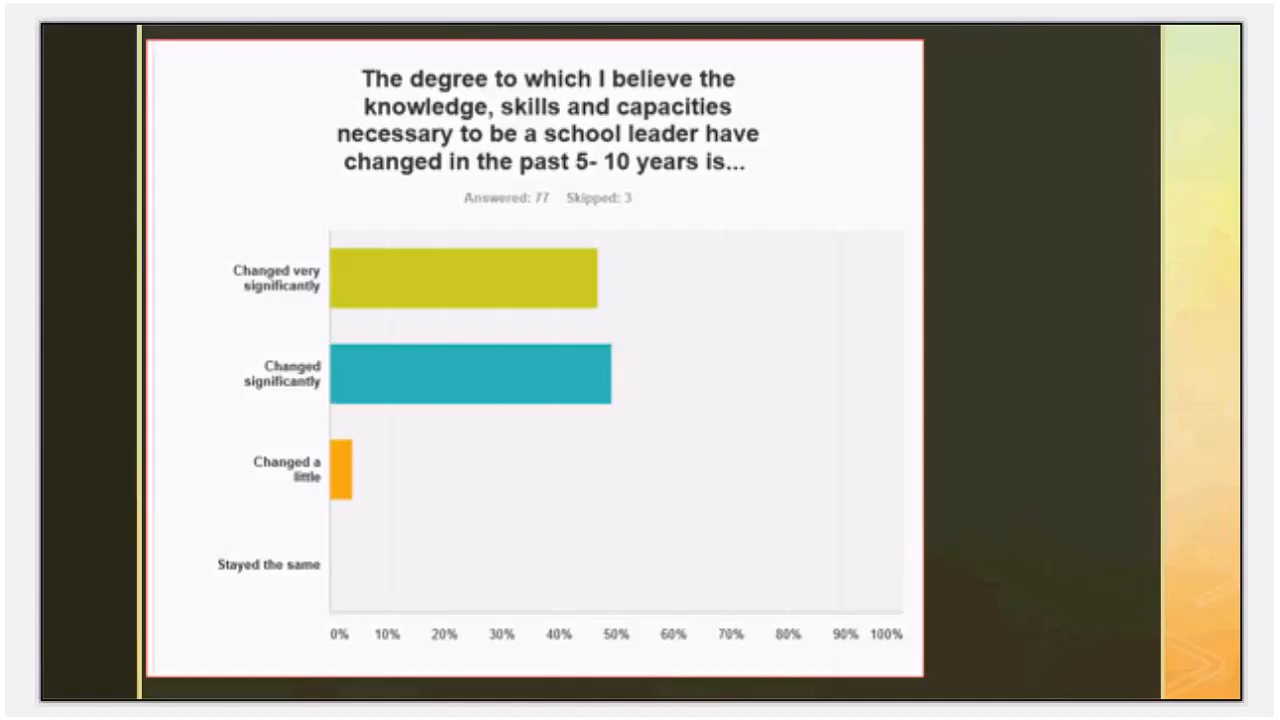 The degree to which I believe the
knowledge, skills and capacities
necessary to be a school leader have
changed in the past 5- 10 years is...
Answered: 77 Skipped: 3
Changed very
significantly
Changed
significantly
Changed a
little
Stayed the same
0% 10% 20% 30% 40% 50% 60% 70% 80% 90% 100%